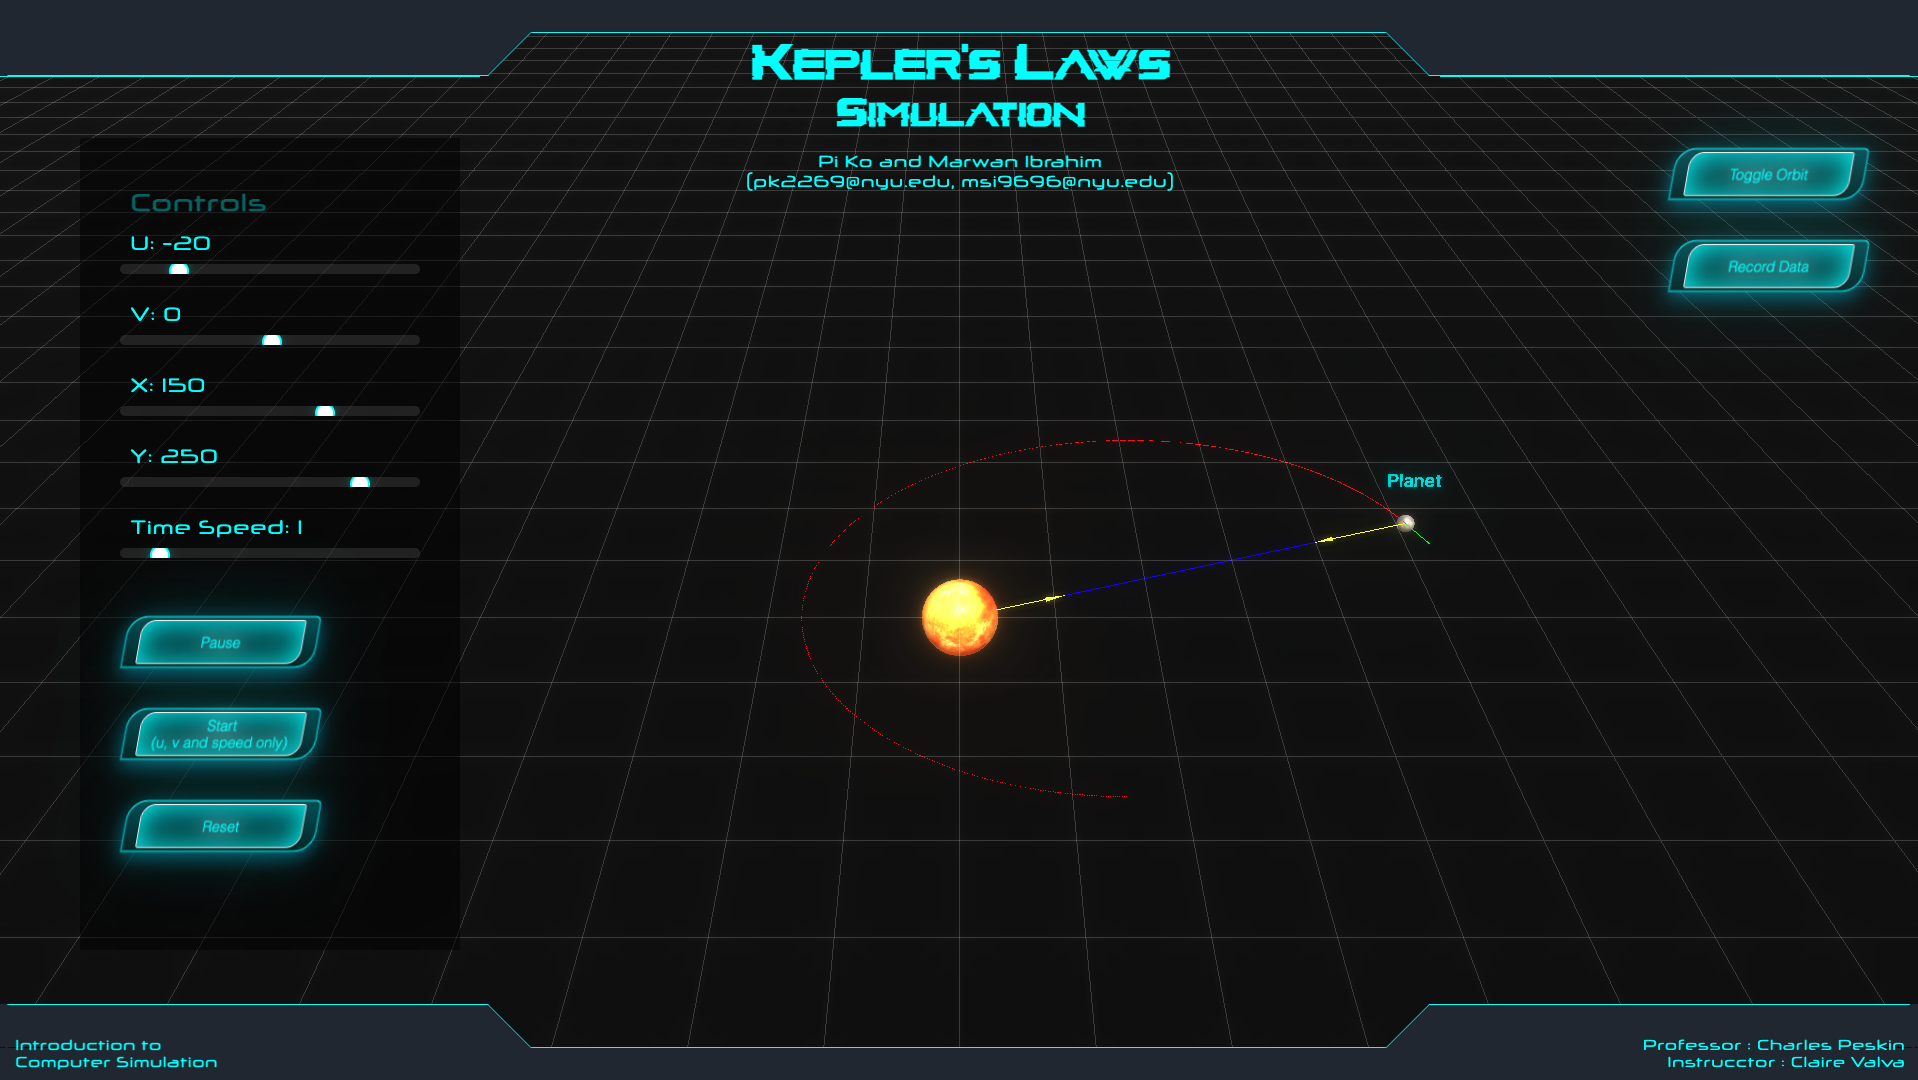 Kepler's Laws
Simulation
Pi Ko and Marwan Ibrahim
(pk2269@nyu.edu, msi9696@nyu.edu)
Controls
U: -20
V: 0
X: 150
Y: 250
Time Speed: 1
Pause
Start
(u, v and speed only)
Reset
Toggle Orbit
Record Data
Planet
Introduction to
Computer Simulation
Professor : Charles Peskin
Instrucctor : Claire Valva